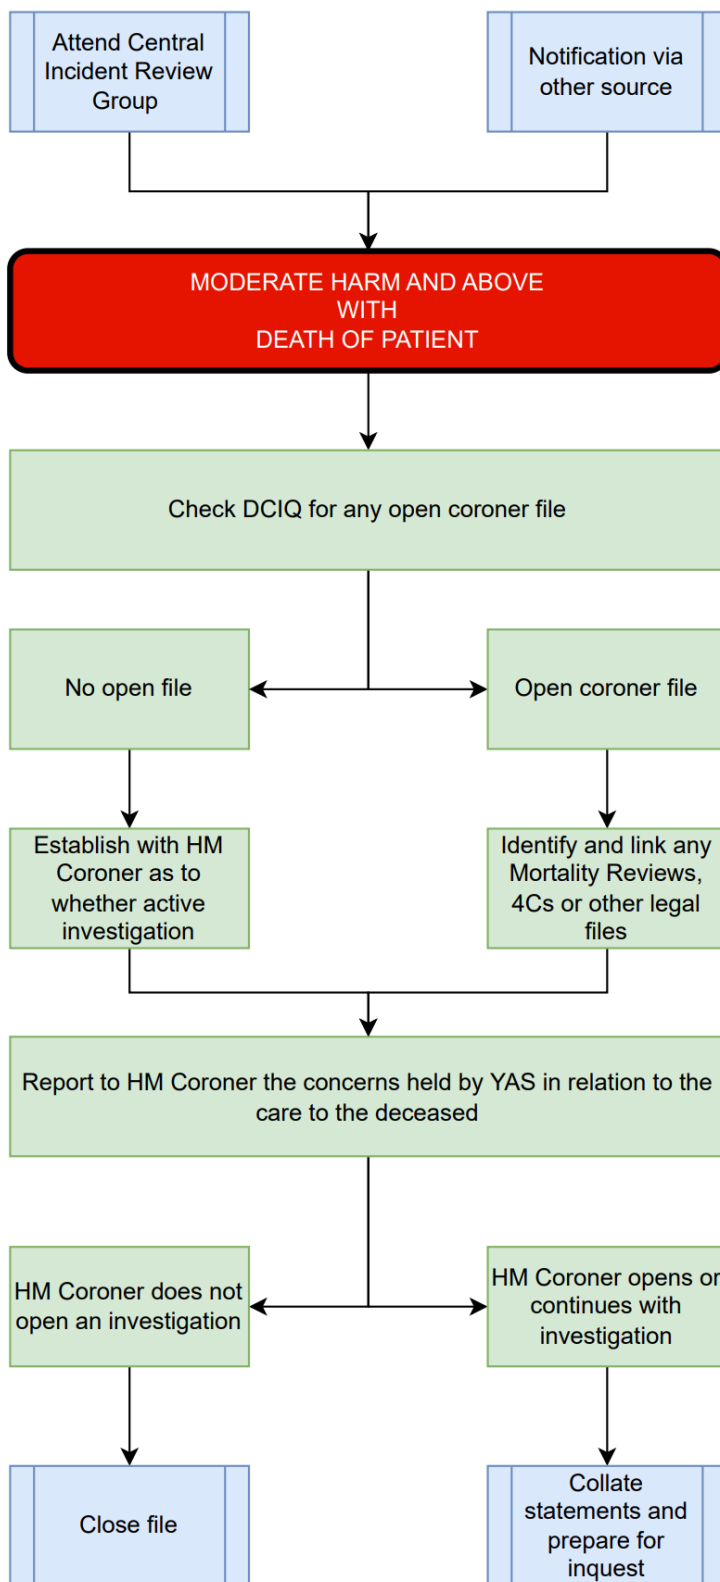 Attend Central
Incident Review
Group
Notification via
other source
MODERATE HARM AND ABOVE
WITH
DEATH OF PATIENT
Check DCIQ for any open coroner file
No open file
Open coroner file
Establish with HM
Coroner as to
whether active
investigation
Identify and link any
Mortality Reviews,
4Cs or other legal
files
Report to HM Coroner the concerns held by YAS in relation to the
care to the deceased
HM Coroner does not
open an investigation
HM Coroner opens or
continues with
investigation
Close file
Collate
statements and
prepare for
inquest